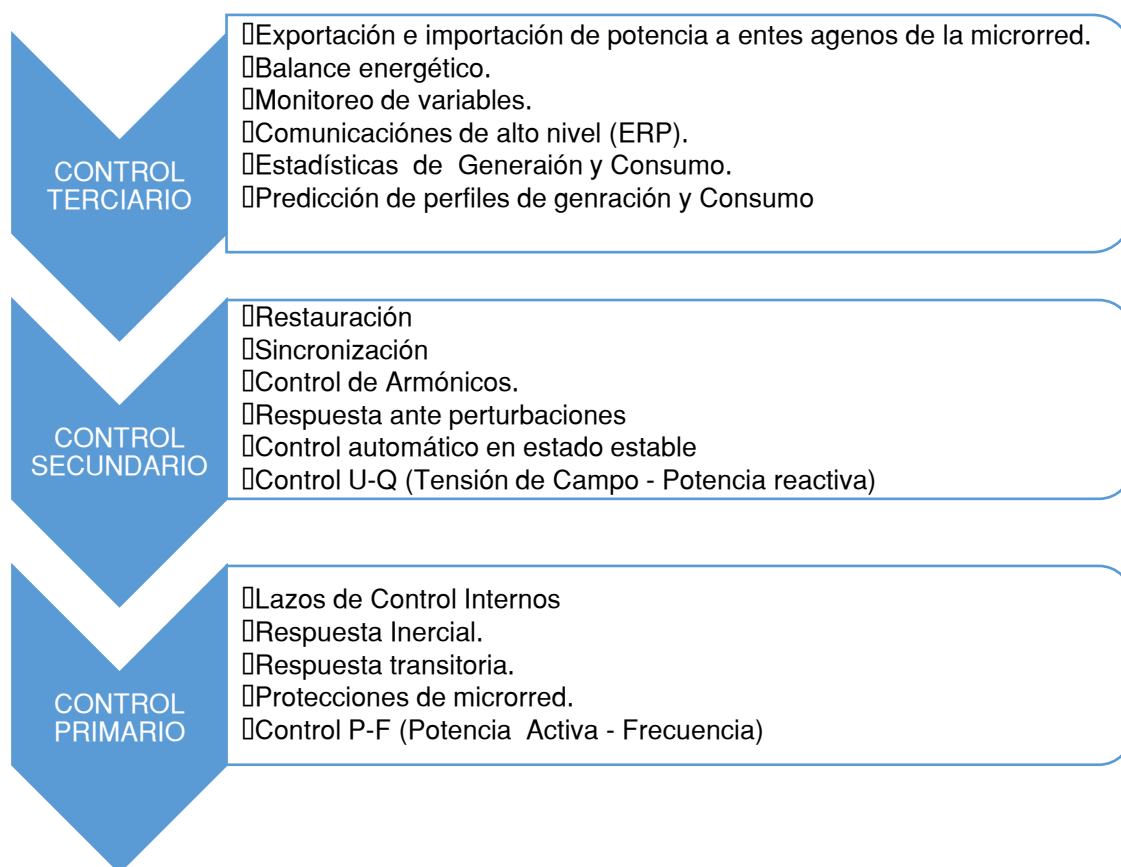 CONTROL
TERCIARIO
▯Exportación e importación de potencia a entes agenos de la microrred.
▯Balance energético.
▯Monitoreo de variables.
▯Comunicaciónes de alto nivel (ERP).
▯Estadísticas de Generaión y Consumo.
▯Predicción de perfiles de genración y Consumo
CONTROL
SECUNDARIO
▯Restauración
▯Sincronización
▯Control de Armónicos.
▯Respuesta ante perturbaciones
▯Control automático en estado estable
▯Control U-Q (Tensión de Campo - Potencia reactiva)
CONTROL
PRIMARIO
▯Lazos de Control Internos
▯Respuesta Inercial.
▯Respuesta transitoria.
▯Protecciones de microrred.
▯Control P-F (Potencia Activa - Frecuencia)